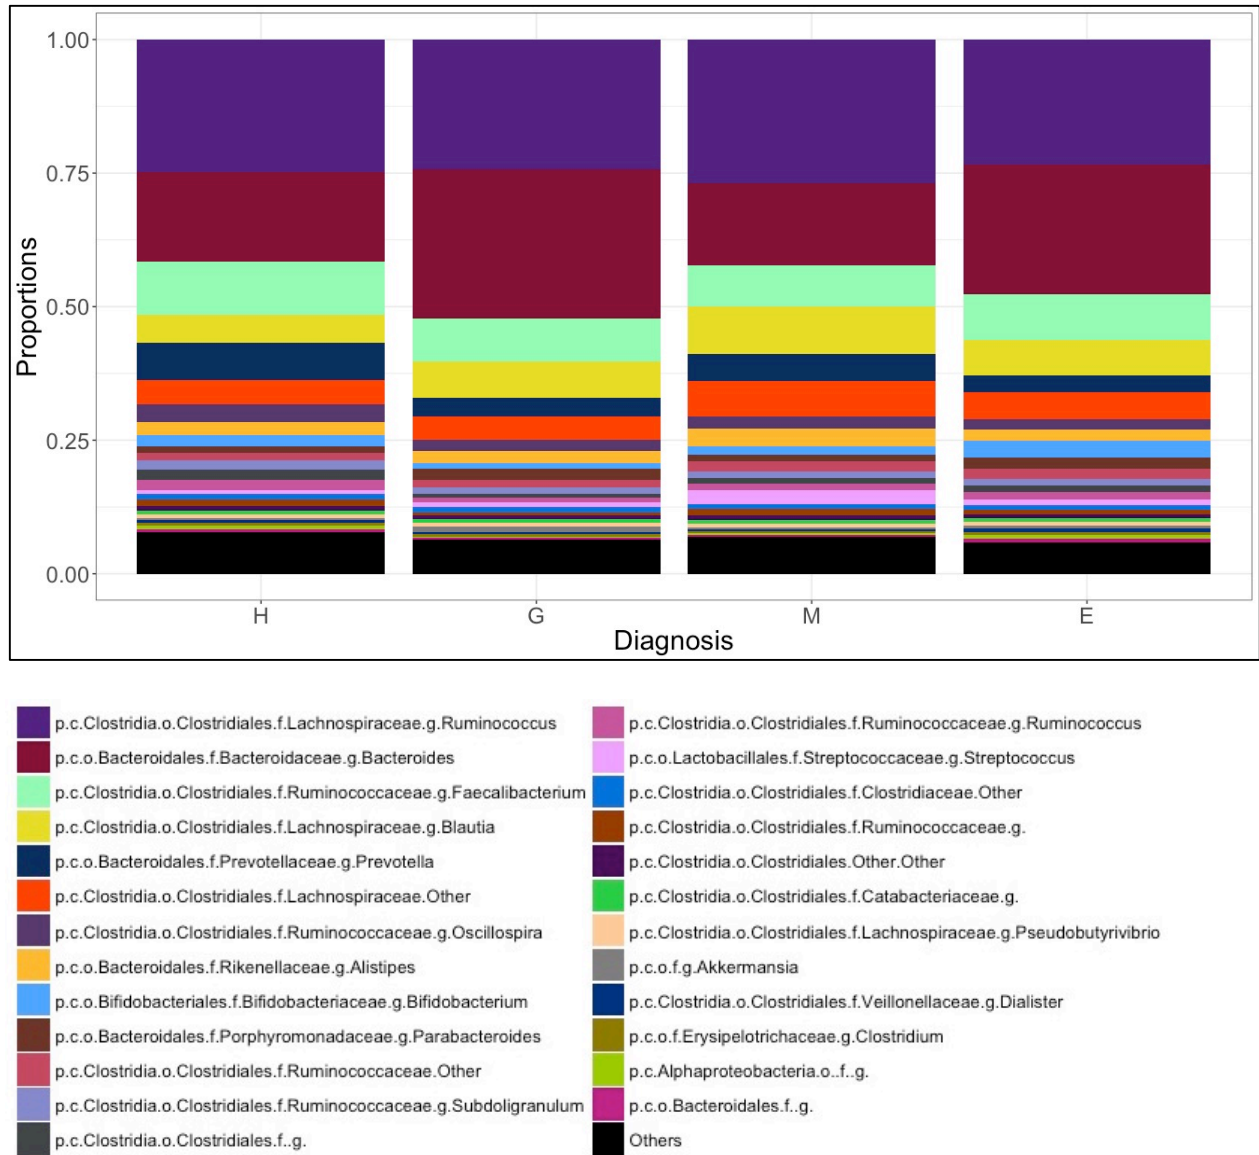 1.00
0.75
0.50
0.25
0.00
Proportions
H G M E
Diagnosis
p.c.Clostridia.o.Clostridiales.f.Lachnospiraceae.g.Ruminococcus
p.c.o.Bacteroidales.f.Bacteroidaceae.g.Bacteroides
p.c.Clostridia.o.Clostridiales.f.Ruminococcaceae.g.Faecalibacterium
p.c.Clostridia.o.Clostridiales.f.Lachnospiraceae.g.Blautia
p.c.o.Bacteroidales.f.Prevotellaceae.g.Prevotella
p.c.Clostridia.o.Clostridiales.f.Lachnospiraceae.Other
p.c.Clostridia.o.Clostridiales.f.Ruminococcaceae.g.Oscillospira
p.c.o.Bacteroidales.f.Rikenellaceae.g.Alistipes
p.c.o.Bifidobacteriales.f.Bifidobacteriaceae.g.Bifidobacterium
p.c.o.Bacteroidales.f.Porphyromonadaceae.g.Parabacteroides
p.c.Clostridia.o.Clostridiales.f.Ruminococcaceae.Other
p.c.Clostridia.o.Clostridiales.f.Ruminococcaceae.g.Subdoligranulum
p.c.Clostridia.o.Clostridiales.f..g.
p.c.Clostridia.o.Clostridiales.f.Ruminococcaceae.g.Ruminococcus
p.c.o.Lactobacillales.f.Streptococcaceae.g.Streptococcus
p.c.Clostridia.o.Clostridiales.f.Clostridiaceae.Other
p.c.Clostridia.o.Clostridiales.f.Ruminococcaceae.g.
p.c.Clostridia.o.Clostridiales.Other.Other
p.c.Clostridia.o.Clostridiales.f.Catabacteriaceae.g.
p.c.Clostridia.o.Clostridiales.f.Lachnospiraceae.g.Pseudobutyrivibrio
p.c.o.f.g.Akkermansia
p.c.Clostridia.o.Clostridiales.f.Veillonellaceae.g.Dialister
p.c.o.f.Erysipelotrichaceae.g.Clostridium
p.c.Alphaproteobacteria.o..f..g.
p.c.o.Bacteroidales.f..g.
Others